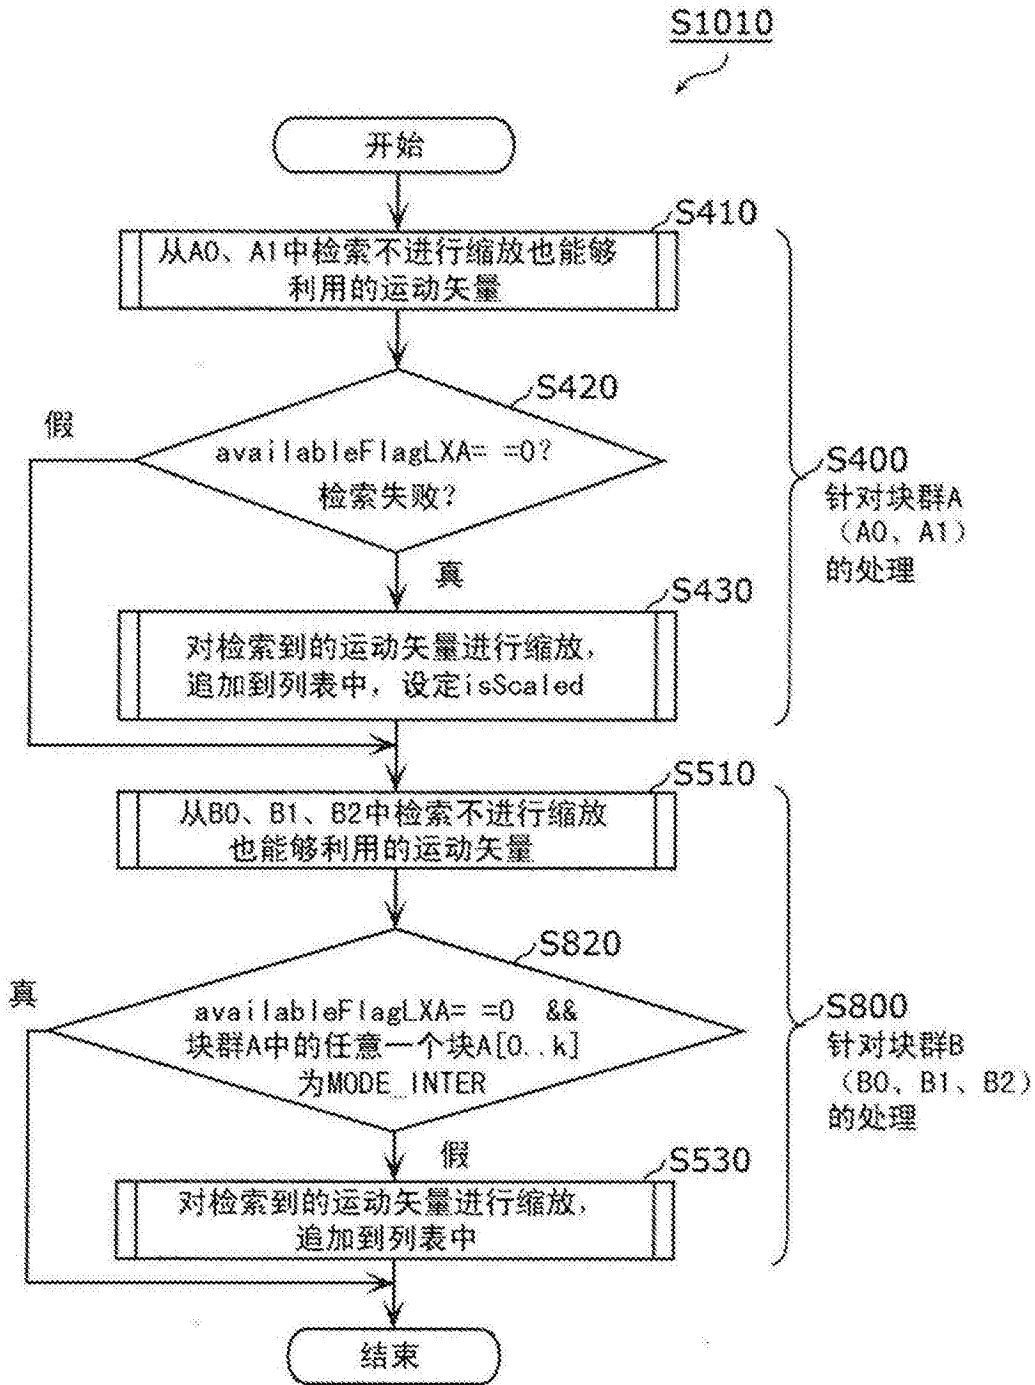 S1010
开始
S410
从A0、A1中检索不进行缩放也能够
利用的运动矢量
S420
假
availableFlagLXA= =0?
检索失败?
真
S400
针对块群A
（A0、A1）
的处理
S430
对检索到的运动矢量进行缩放，
追加到列表中，设定isScaled
S510
从B0、B1、B2中检索不进行缩放
也能够利用的运动矢量
S820
真
availableFlagLXA= =0 &&
块群A中的任意一个块A[0..k]
为MODE_INTER
假
S800
针对块群B
（B0、B1、B2）
的处理
S530
对检索到的运动矢量进行缩放，
追加到列表中
结束